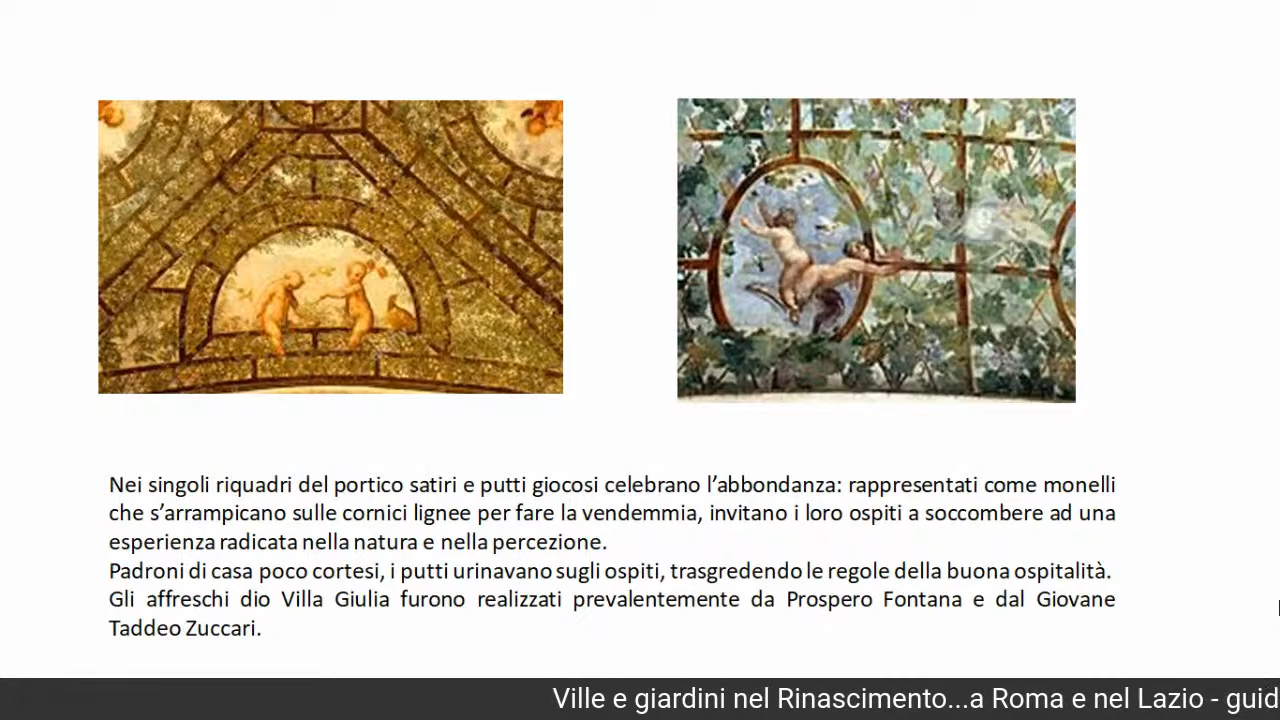 Nei singoli riquadri del portico satiri e putti giocosi celebrano l’abbondanza: rappresentati come monelli
che s’arrampicano sulle cornici lignee per fare la vendemmia, invitano i loro ospiti a soccombere ad una
esperienza radicata nella natura e nella percezione.
Padroni di casa poco cortesi, i putti urinavano sugli ospiti, trasgredendo le regole della buona ospitalità.
Gli affreschi dio Villa Giulia furono realizzati prevalentemente da Prospero Fontana e dal Giovane
Taddeo Zuccari.
Ville e giardini nel Rinascimento...a Roma e nel Lazio - guid